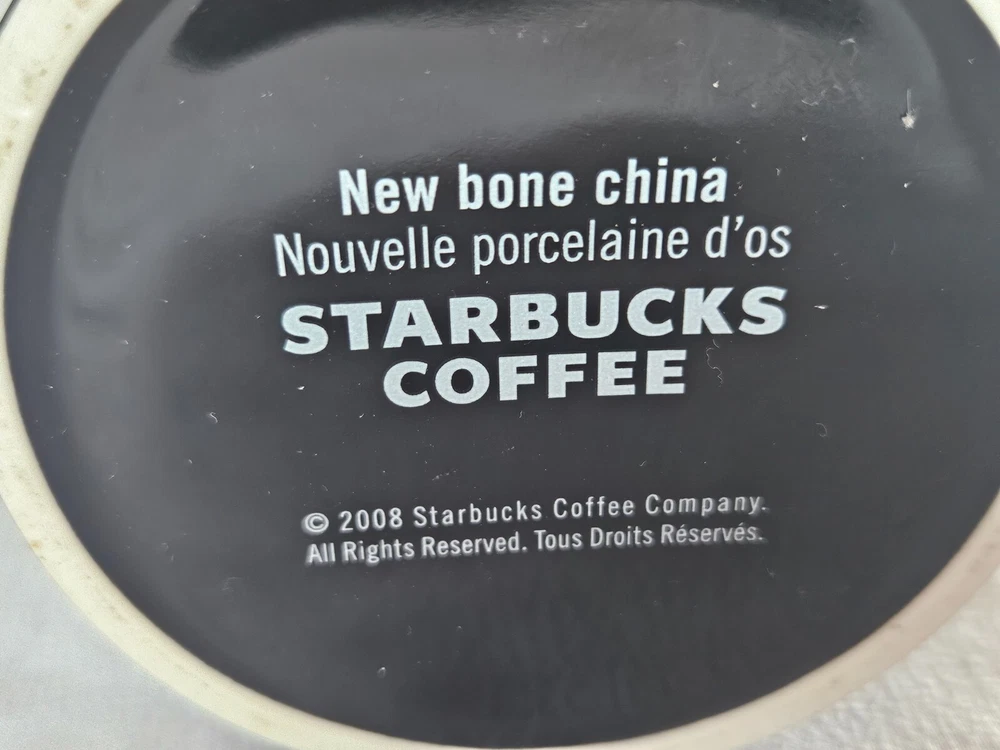 New bone china
Nouvelle porcelaine d'os
STARBUCKS
COFFEE
© 2008 Starbucks Coffee Company.
All Rights Reserved. Tous Droits Réservés.